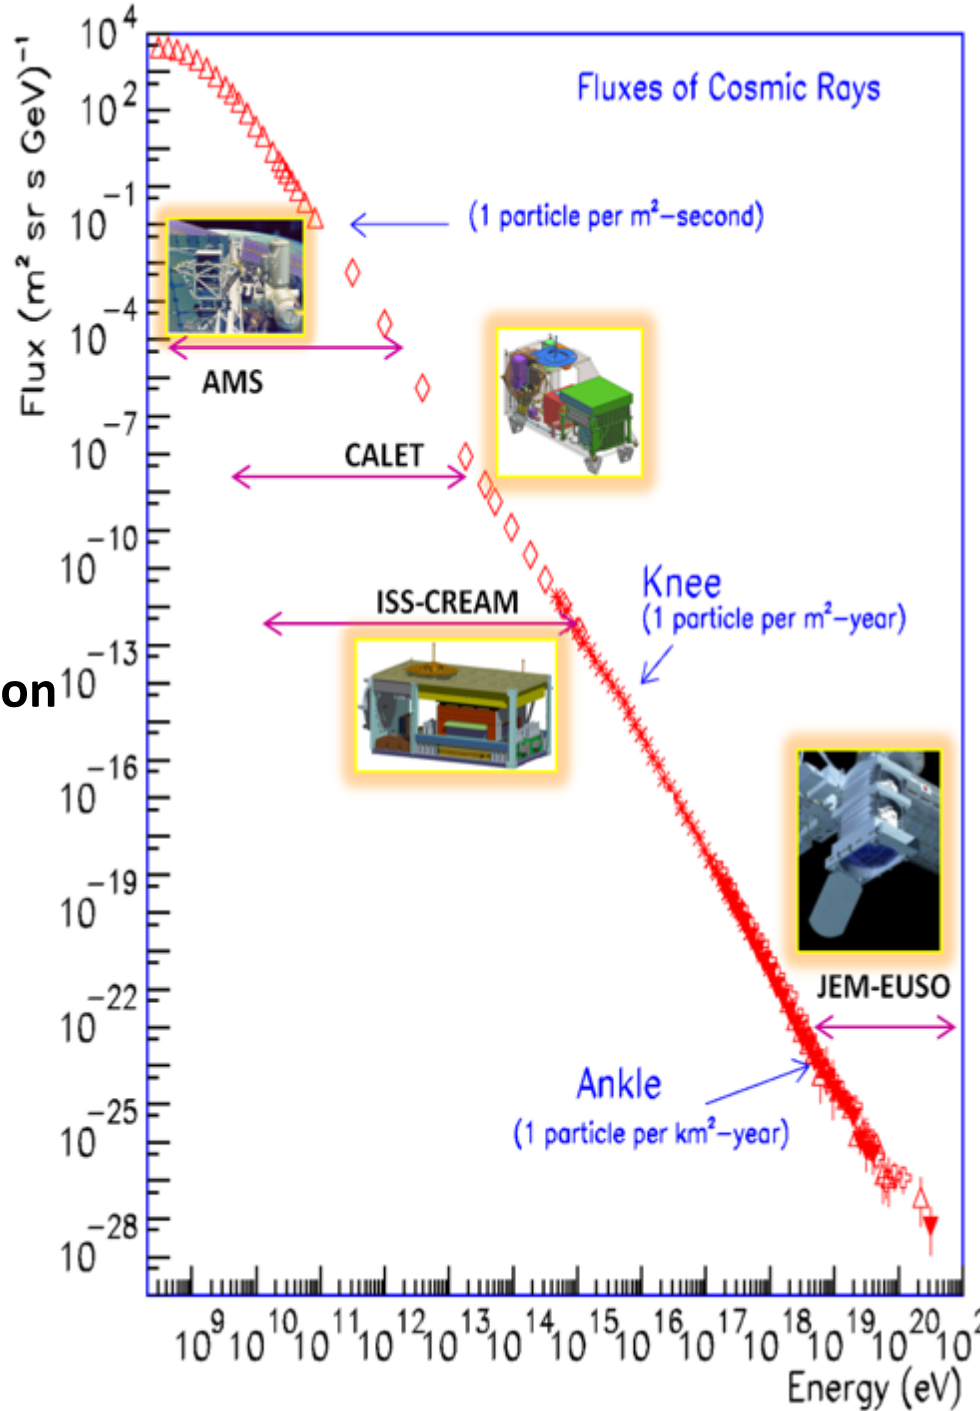 Fluxes of Cosmic Rays
Flux (m² sr s GeV)⁻¹
10⁴
10²
10⁻¹
(1 particle per m²−second)
10⁻⁴
AMS
10⁻⁷
CALET
10⁻¹⁰
Knee
(1 particle per m²−year)
ISS-CREAM
10⁻¹³
on
10⁻¹⁶
10⁻¹⁹
10⁻²²
JEM-EUSO
Ankle
(1 particle per km²−year)
10⁻²⁵
10⁻²⁸
10⁹ 10¹⁰ 10¹¹ 10¹² 10¹³ 10¹⁴ 10¹⁵ 10¹⁶ 10¹⁷ 10¹⁸ 10¹⁹ 10²⁰
Energy (eV)